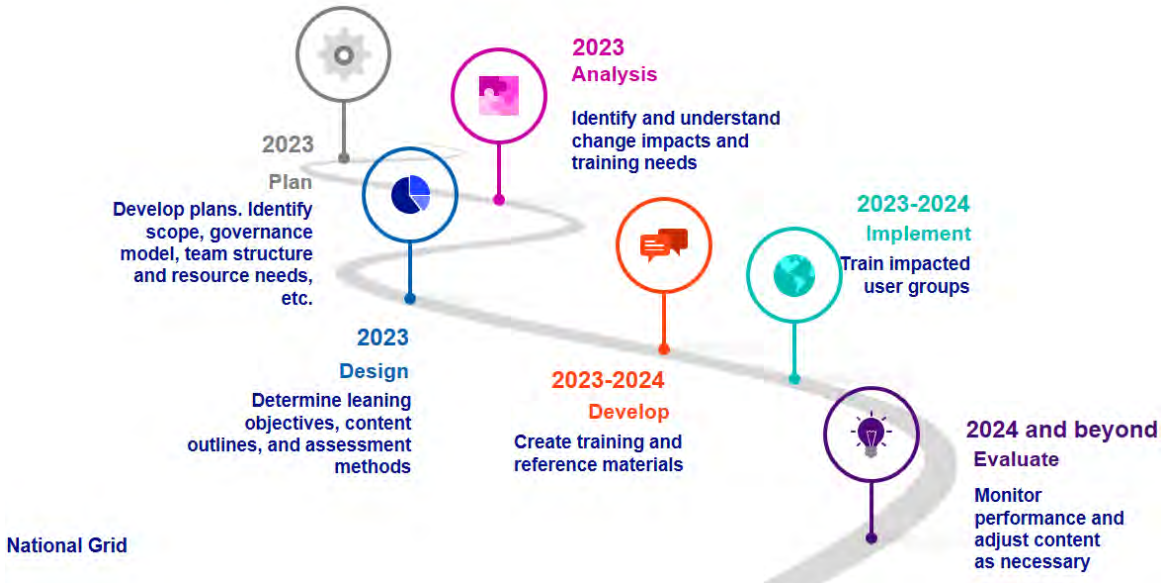 2023
Plan
Develop plans. Identify
scope, governance
model, team structure
and resource needs,
etc.
2023
Analysis
Identify and understand
change impacts and
training needs
2023
Design
Determine leaning
objectives, content
outlines, and assessment
methods
2023-2024
Develop
Create training and
reference materials
2023-2024
Implement
Train impacted
user groups
2024 and beyond
Evaluate
Monitor
performance and
adjust content
as necessary
National Grid